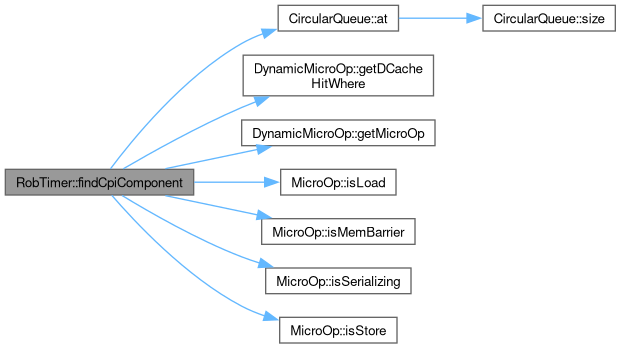 RobTimer::findCpiComponent
CircularQueue::at
CircularQueue::size
DynamicMicroOp::getDCache
HitWhere
DynamicMicroOp::getMicroOp
MicroOp::isLoad
MicroOp::isMemBarrier
MicroOp::isSerializing
MicroOp::isStore